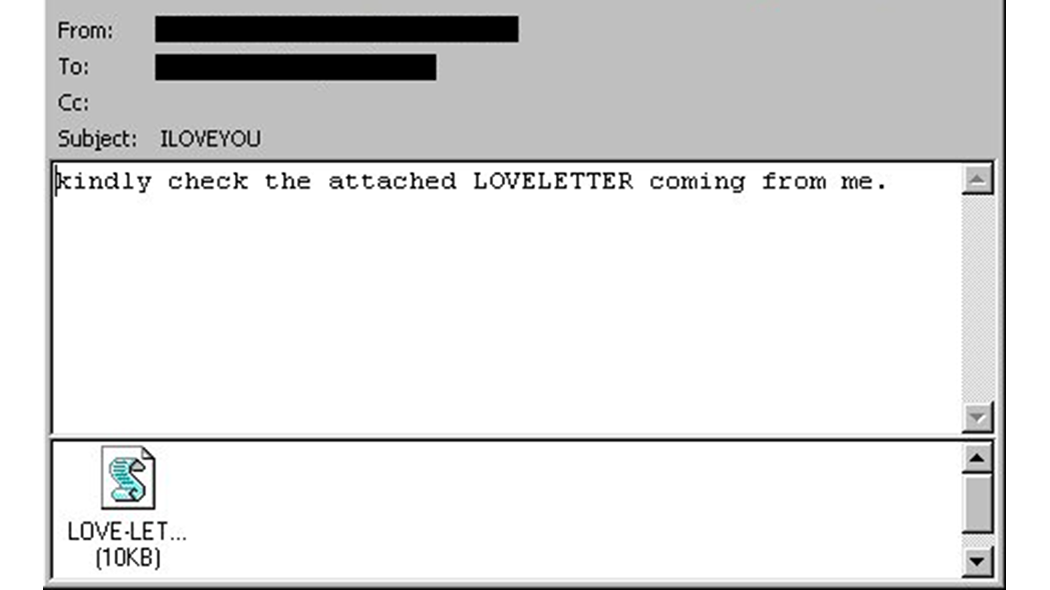 From:
To:
Cc:
Subject: ILOVEYOU
kindly check the attached LOVELETTER coming from me.
LOVE-LET...
(10KB)